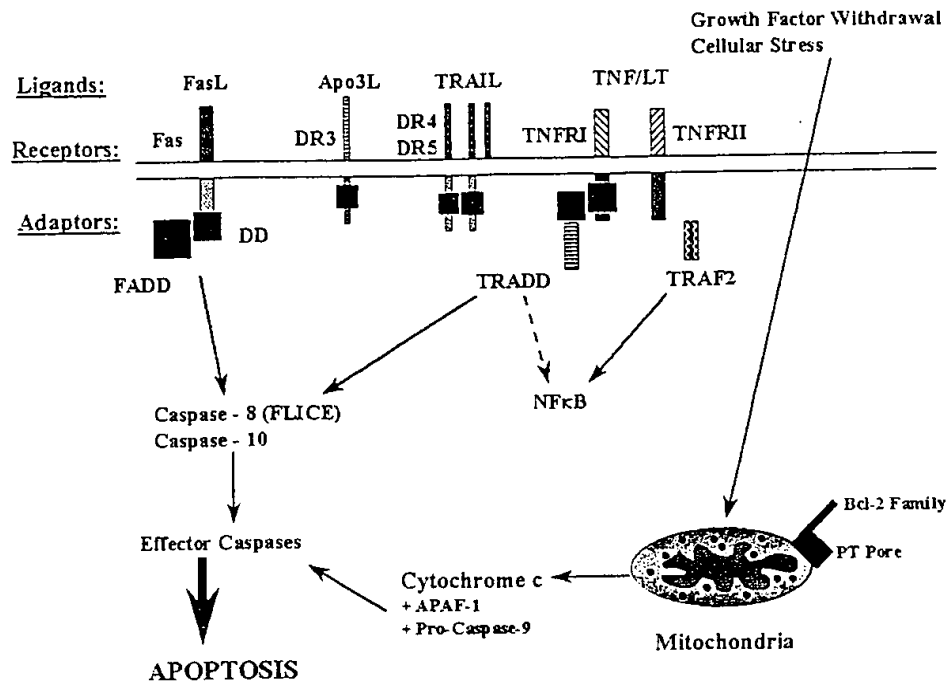 Growth Factor Withdrawal
Cellular Stress
Ligands:
FasL
Apo3L
TRAIL
TNF/LT
Receptors:
Fas
DR3
DR4
DR5
TNFRI
TNFRII
Adaptors:
DD
FADD
TRADD
TRAF2
NFκB
Caspase - 8 (FLICE)
Caspase - 10
Bcl-2 Family
PT Pore
Effector Caspases
Cytochrome c
+ APAF-1
+ Pro-Caspase-9
Mitochondria
APOPTOSIS